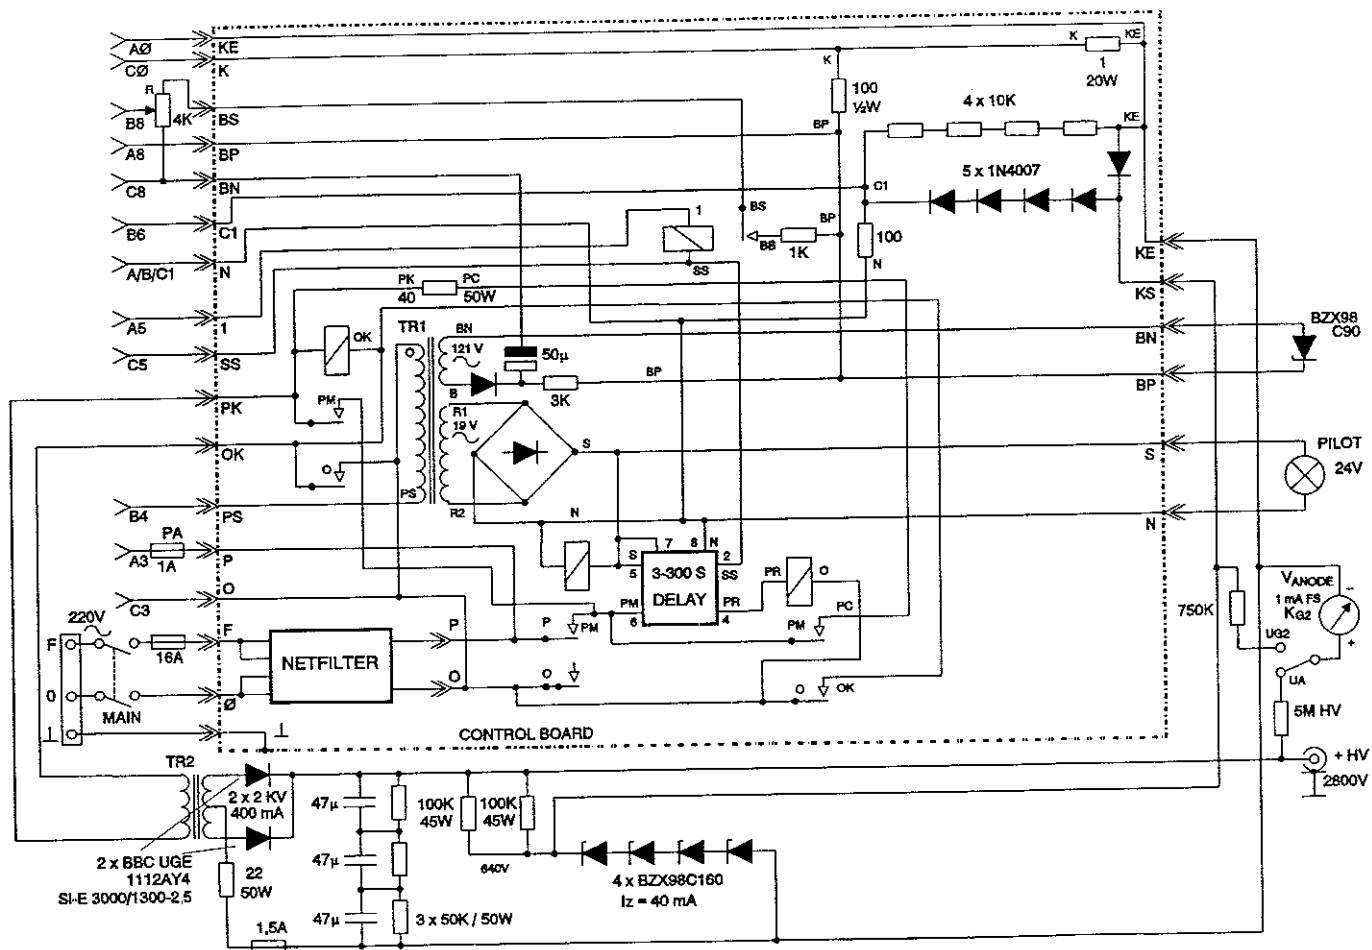 AØ
KE
K
KE
CØ
K
K
1
20W
R
100
½W
4 x 10K
B8
4K
BS
BP
KE
A8
BP
C8
BN
5 x 1N4007
C1
BS
BP
B6
C1
1
B8
1K
100
A/B/C1
N
SS
N
KE
PK
PC
40
50W
KS
A5
1
TR1
BN
BZX98
C90
C5
SS
OK
121 V
50µ
BN
BP
B
3K
BP
PK
PM
R1
19 V
S
PILOT
24V
OK
O
S
B4
PS
PS
R2
N
N
PA
A3
1A
P
7
8
N
S
5
3-300 S
DELAY
2
SS
PR
O
PM
6
PR
4
PC
C3
O
220V
F
F
16A
P
P
PM
PM
NETFILTER
VANODE
-
1 mA FS
KG2
+
750K
UG2
UA
O
O
O
O
OK
0
MAIN
Ø
⊥
⊥
CONTROL BOARD
5M HV
TR2
+ HV
2800V
2 x 2 KV
400 mA
47µ
100K
45W
100K
45W
2 x BBC UGE
1112AY4
SI-E 3000/1300-2,5
22
50W
47µ
640V
4 x BZX98C160
Iz = 40 mA
47µ
3 x 50K / 50W
1,5A